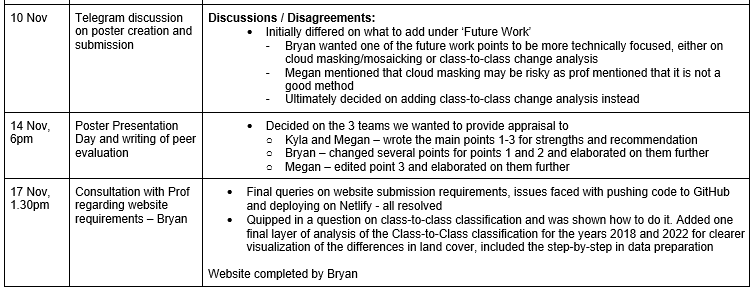 10 Nov
Telegram discussion
on poster creation and
submission
Discussions / Disagreements:
• Initially differed on what to add under ‘Future Work’
- Bryan wanted one of the future work points to be more technically focused, either on
cloud masking/mosaicking or class-to-class change analysis
- Megan mentioned that cloud masking may be risky as prof mentioned that it is not a
good method
- Ultimately decided on adding class-to-class change analysis instead
14 Nov,
6pm
Poster Presentation
Day and writing of peer
evaluation
• Decided on the 3 teams we wanted to provide appraisal to
○ Kyla and Megan – wrote the main points 1-3 for strengths and recommendation
○ Bryan – changed several points for points 1 and 2 and elaborated on them further
○ Megan – edited point 3 and elaborated on them further
17 Nov,
1.30pm
Consultation with Prof
regarding website
requirements – Bryan
• Final queries on website submission requirements, issues faced with pushing code to GitHub
and deploying on Netlify - all resolved
• Quipped in a question on class-to-class classification and was shown how to do it. Added one
final layer of analysis of the Class-to-Class classification for the years 2018 and 2022 for clearer
visualization of the differences in land cover, included the step-by-step in data preparation
Website completed by Bryan